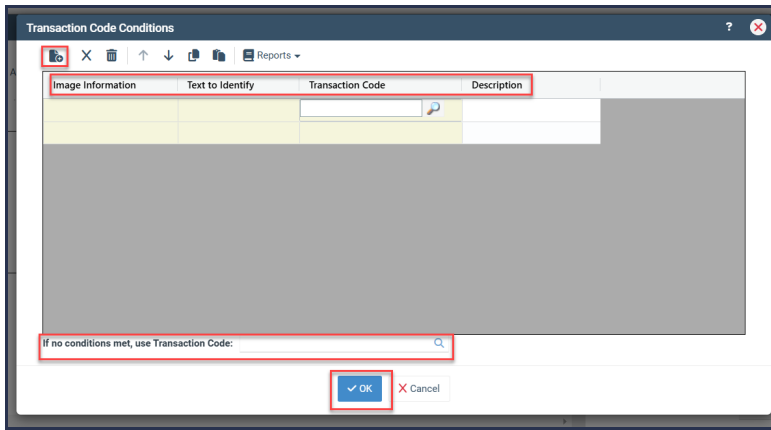 Transaction Code Conditions ?
Reports
A
Image Information Text to Identify Transaction Code Description
If no conditions met, use Transaction Code:
OK Cancel